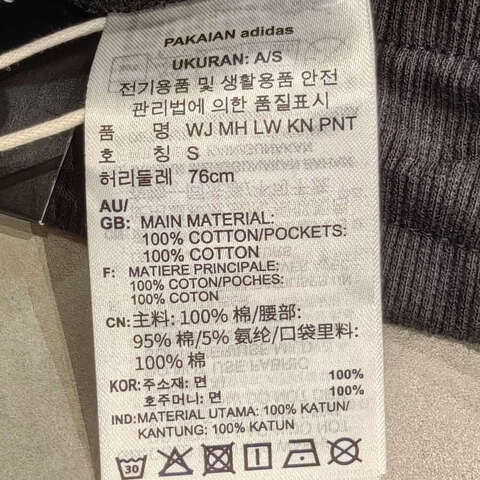 PAKAIAN adidas
UKURAN: A/S
전기용품 및 생활용품 안전
관리법에 의한 품질표시
품 명 WJ MH LW KN PNT
호 칭 S
허리둘레 76cm
AU/
GB: MAIN MATERIAL:
100% COTTON/POCKETS:
100% COTTON
F: MATIERE PRINCIPALE:
100% COTON/POCHES:
100% COTON
CN: 主料: 100% 棉/腰部:
95% 棉/5% 氨纶/口袋里料:
100% 棉
KOR: 주소재: 면 100%
호주머니: 면 100%
IND: MATERIAL UTAMA: 100% KATUN/
KANTUNG: 100% KATUN
30